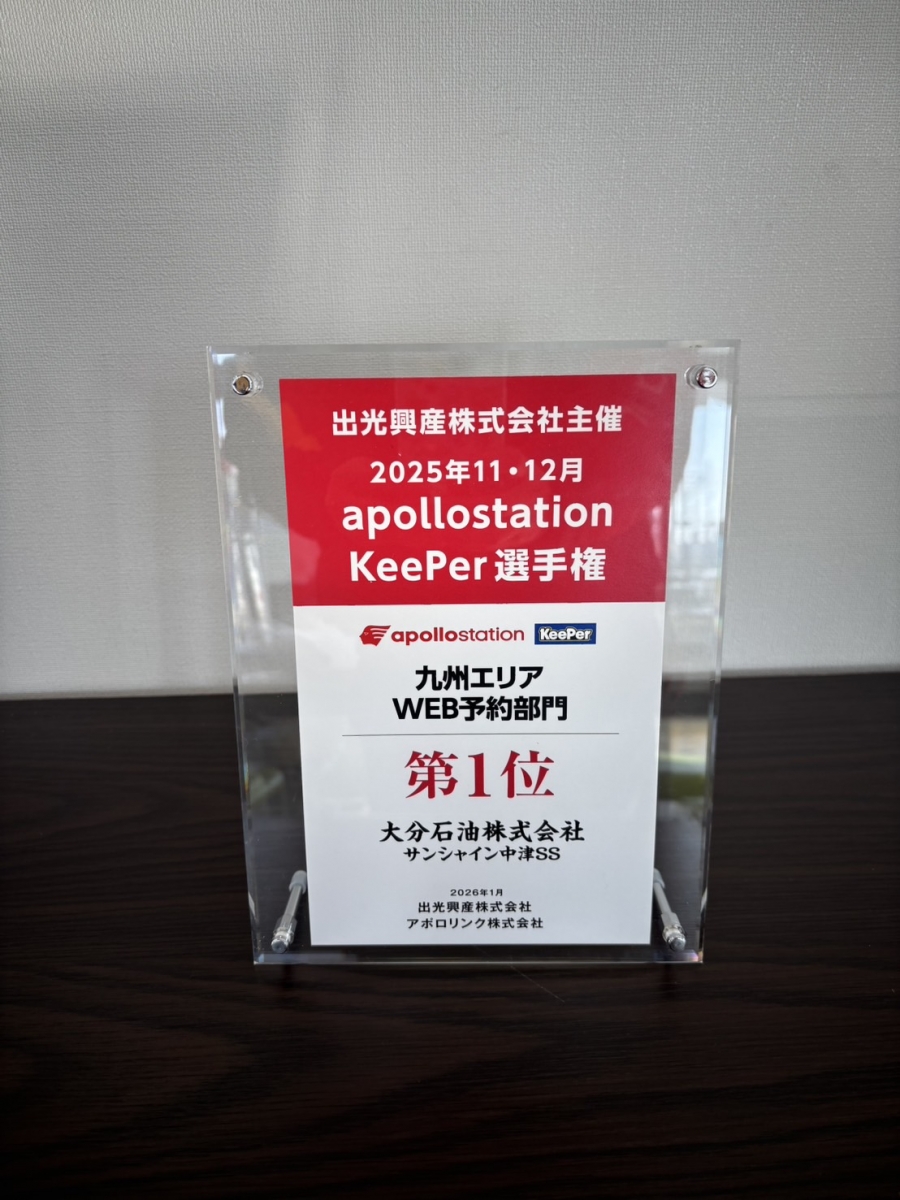 出光興産株式会社主催
2025年11・12月
apollostation
KeePer選手権
apollostation KeePer
九州エリア
WEB予約部門
第1位
大分石油株式会社
サンシャイン中津SS
2026年1月
出光興産株式会社
アポロリンク株式会社